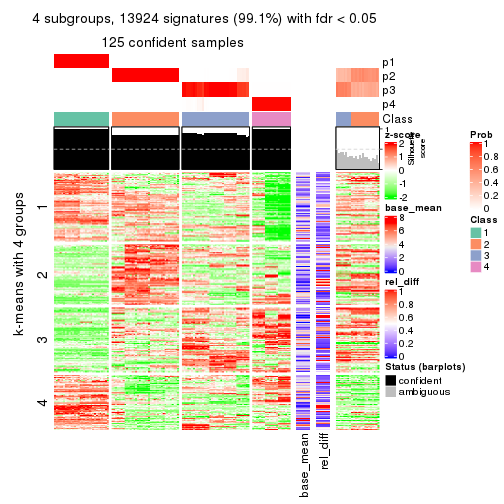 4 subgroups, 13924 signatures (99.1%) with fdr < 0.05
125 confident samples
p1
p2
p3
p4
Class
1
Silhouette
score
k-means with 4 groups
1
2
3
4
base_mean
rel_diff
z-score
2
1
0
-1
-2
base_mean
8
6
4
2
0
rel_diff
1
0.8
0.6
0.4
0.2
0
Status (barplots)
confident
ambiguous
Prob
1
0.8
0.6
0.4
0.2
0
Class
1
2
3
4